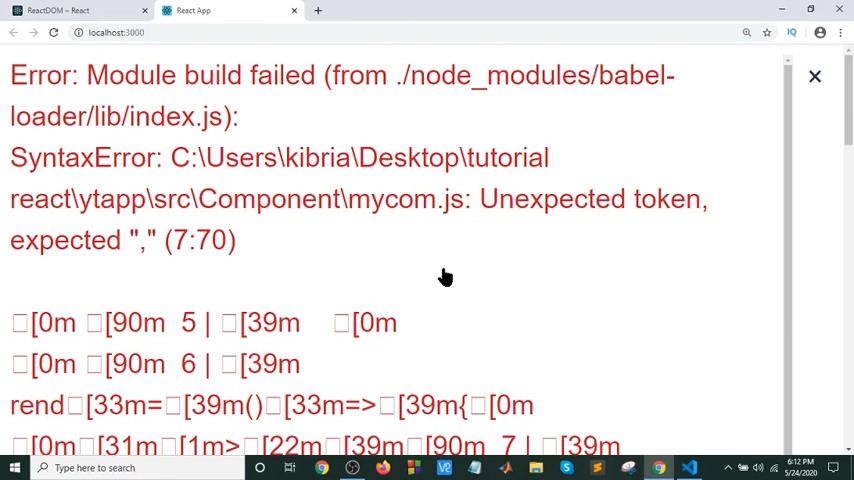 ReactDOM – React
React App
localhost:3000
IQ
Error: Module build failed (from ./node_modules/babel-
loader/lib/index.js):
SyntaxError: C:\Users\kibria\Desktop\tutorial
react\ytapp\src\Component\mycom.js: Unexpected token,
expected "," (7:70)
□[0m □[90m 5 | □[39m □[0m
□[0m □[90m 6 | □[39m
rend□[33m=□[39m()□[33m=>□[39m{□[0m
□[0m□[31m□[1m>□[22m□[39m□[90m 7 | □[39m
Type here to search
6:12 PM
5/24/2020